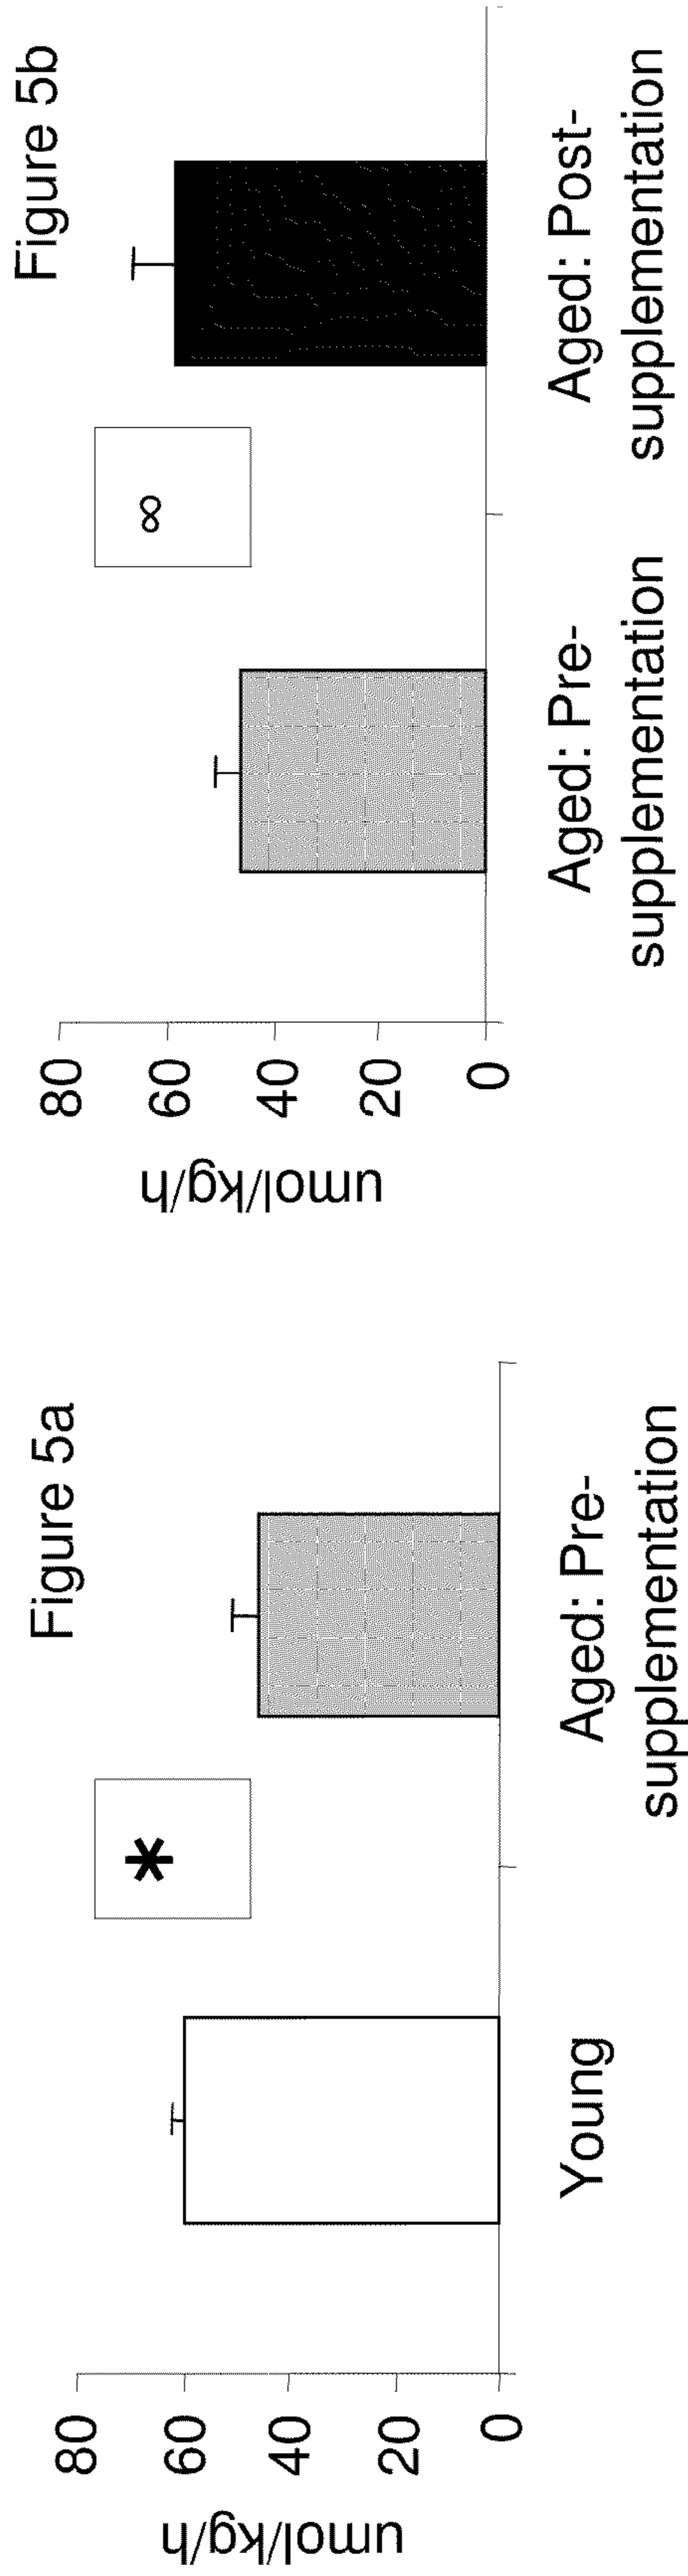 Figure 5a
umol/kg/h
80
60
40
20
0
*
Young
Aged: Pre-
supplementation
Figure 5b
umol/kg/h
80
60
40
20
0
∞
Aged: Pre-
supplementation
Aged: Post-
supplementation